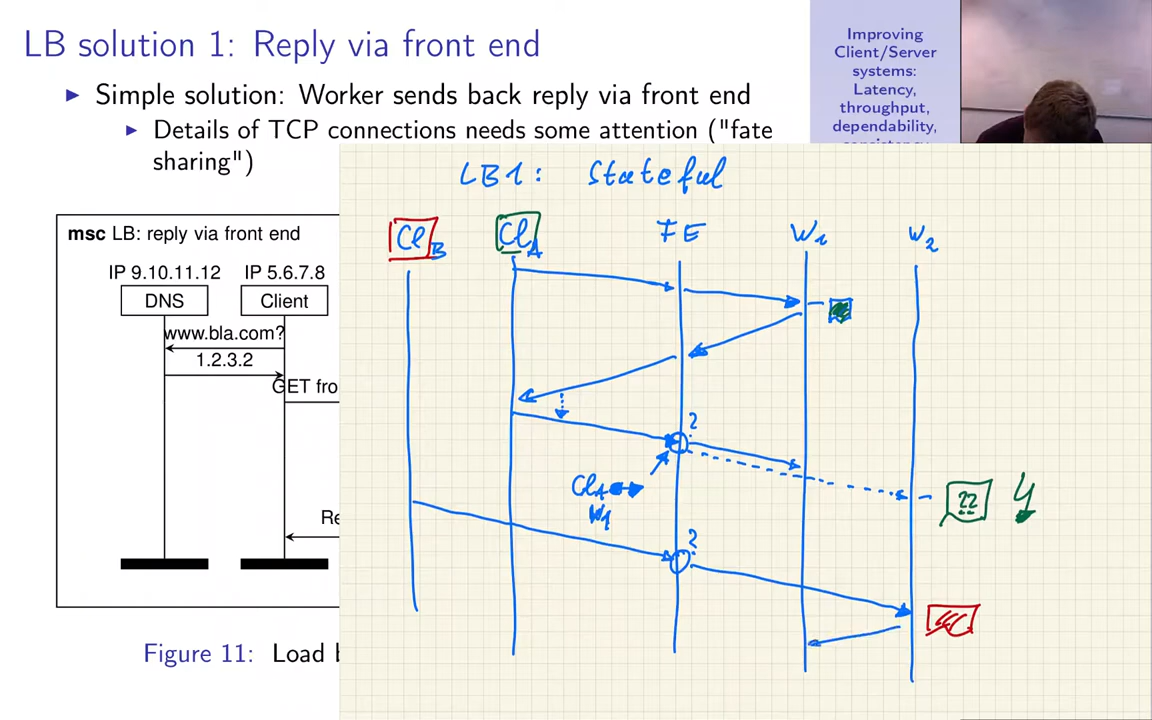 LB solution 1: Reply via front end
Simple solution: Worker sends back reply via front end
Details of TCP connections needs some attention ("fate
sharing")
Improving
Client/Server
systems:
Latency,
throughput,
dependability,
msc LB: reply via front end
IP 9.10.11.12 IP 5.6.7.8
DNS Client
www.bla.com?
1.2.3.2
GET fro
Re
Figure 11: Load b
LB1: Stateful
Cl B Cl A FE W1 W2
?
Cl A
W1
??
?